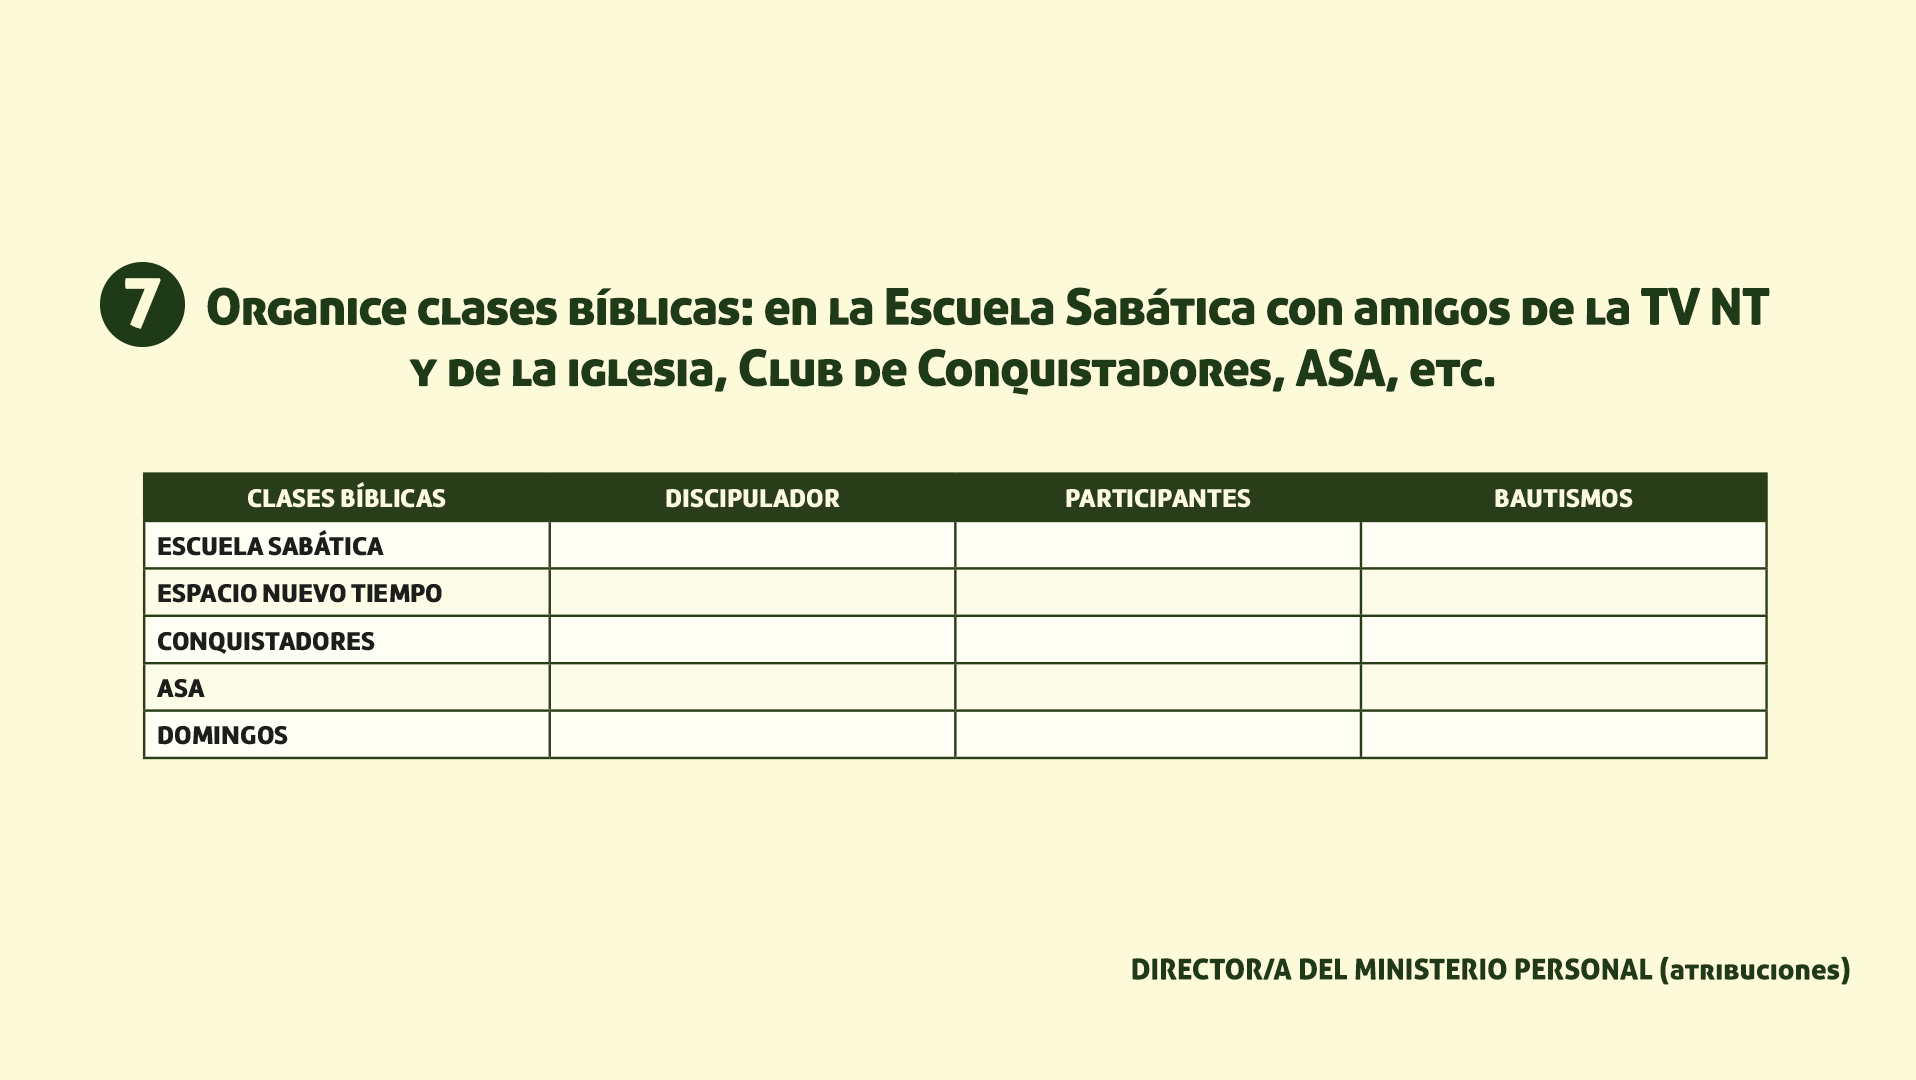 7 Organice clases bíblicas: en la Escuela Sabática con amigos de la TV NT
y de la iglesia, Club de Conquistadores, ASA, etc.
CLASES BÍBLICAS DISCIPULADOR PARTICIPANTES BAUTISMOS
ESCUELA SABÁTICA
ESPACIO NUEVO TIEMPO
CONQUISTADORES
ASA
DOMINGOS
DIRECTOR/A DEL MINISTERIO PERSONAL (atribuciones)